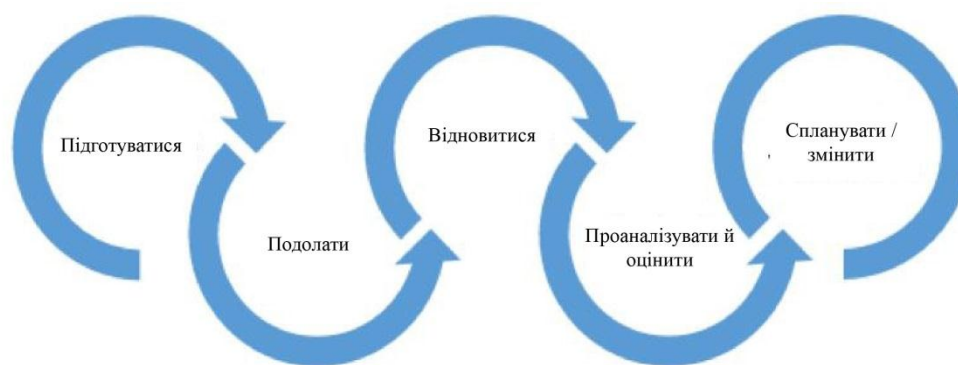 Підготуватися
Подолати
Відновитися
Проаналізувати й
оцінити
Спланувати /
змінити